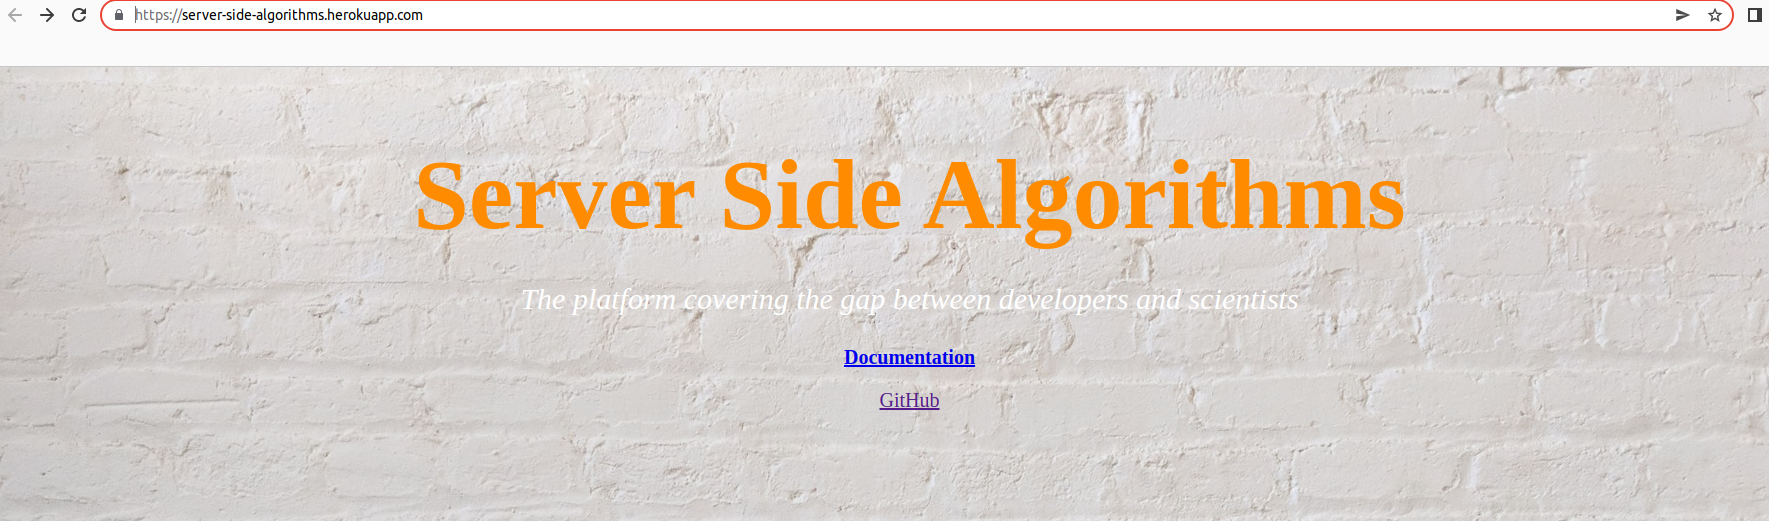 https://server-side-algorithms.herokuapp.com
Server Side Algorithms
The platform covering the gap between developers and scientists
Documentation
GitHub